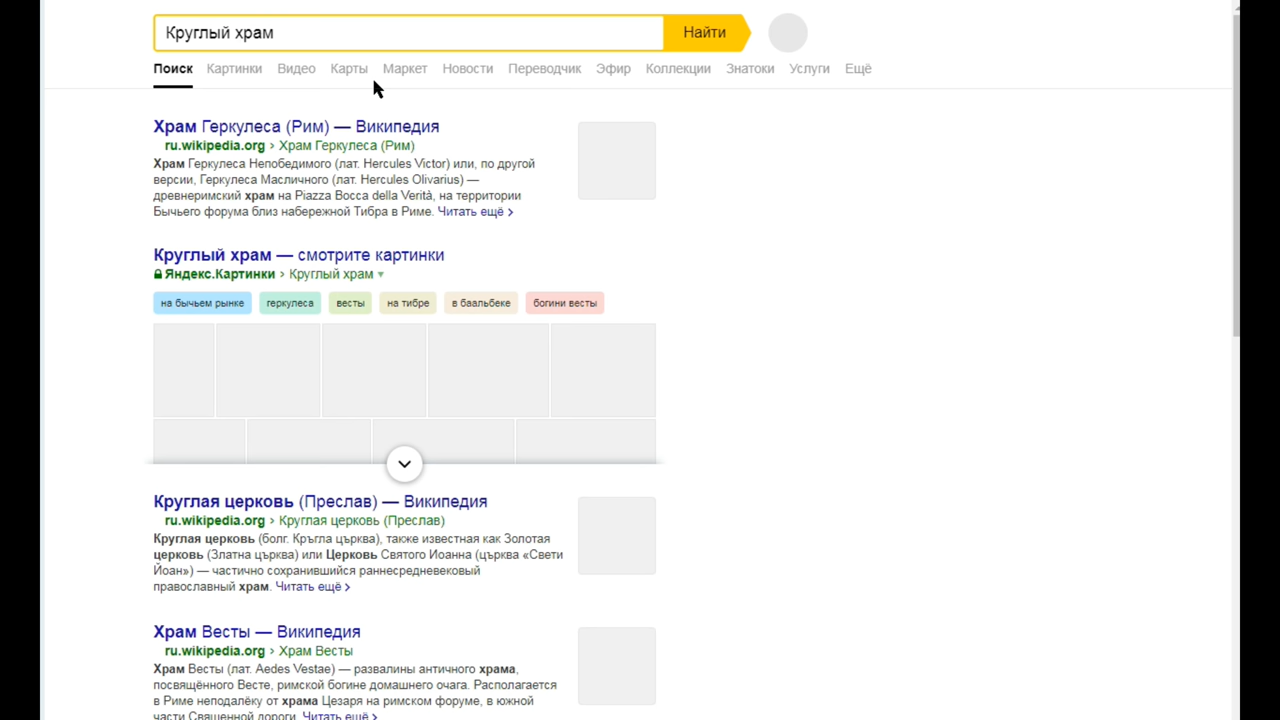 Круглый храм
Найти
Поиск Картинки Видео Карты Маркет Новости Переводчик Эфир Коллекции Знатоки Услуги Ещё
Храм Геркулеса (Рим) — Википедия
ru.wikipedia.org › Храм Геркулеса (Рим)
Храм Геркулеса Непобедимого (лат. Hercules Victor) или, по другой
версии, Геркулеса Масличного (лат. Hercules Olivarius) —
древнеримский храм на Piazza Bocca della Verità, на территории
Бычьего форума близ набережной Тибра в Риме. Читать ещё ›
Круглый храм — смотрите картинки
Яндекс.Картинки › Круглый храм
на бычьем рынке геркулеса весты на тибре в баальбеке богини весты
Круглая церковь (Преслав) — Википедия
ru.wikipedia.org › Круглая церковь (Преслав)
Круглая церковь (болг. Кръгла църква), также известная как Золотая
церковь (Златна църква) или Церковь Святого Иоанна (църква «Свети
Йоан») — частично сохранившийся раннесредневековый
православный храм. Читать ещё ›
Храм Весты — Википедия
ru.wikipedia.org › Храм Весты
Храм Весты (лат. Aedes Vestae) — развалины античного храма,
посвящённого Весте, римской богине домашнего очага. Располагается
в Риме неподалёку от храма Цезаря на римском форуме, в южной
части Священной дороги. Читать ещё ›